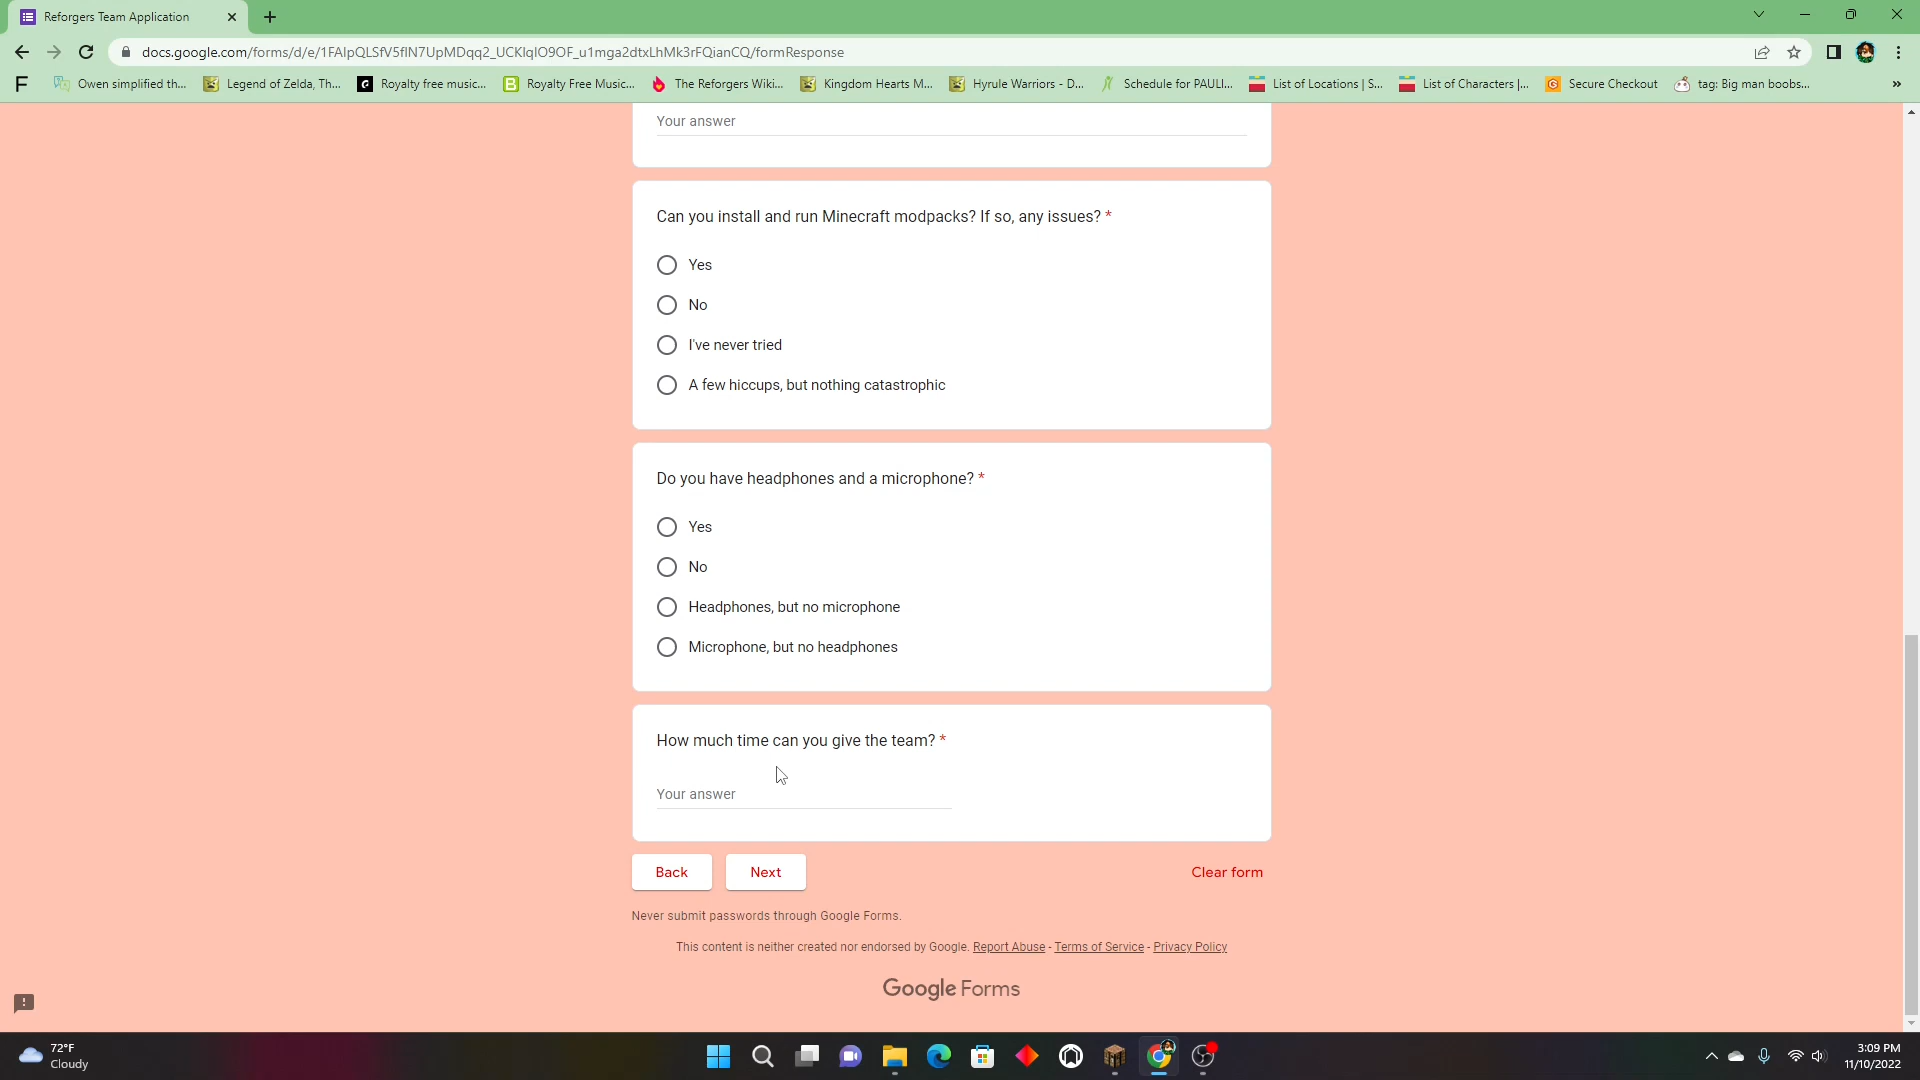 Reforgers Team Application
docs.google.com/forms/d/e/1FAIpQLSfV5flN7UpMDqq2_UCKlqIO9OF_u1mga2dtxLhMk3rFQianCQ/formResponse
Owen simplified th... Legend of Zelda, Th... Royalty free music... Royalty Free Music... The Reforgers Wiki... Kingdom Hearts M... Hyrule Warriors - D... Schedule for PAULI... List of Locations | S... List of Characters |... Secure Checkout tag: Big man boobs...
Your answer
Can you install and run Minecraft modpacks? If so, any issues? *
Yes
No
I've never tried
A few hiccups, but nothing catastrophic
Do you have headphones and a microphone? *
Yes
No
Headphones, but no microphone
Microphone, but no headphones
How much time can you give the team? *
Your answer
Back Next Clear form
Never submit passwords through Google Forms.
This content is neither created nor endorsed by Google. Report Abuse - Terms of Service - Privacy Policy
Google Forms
72°F
Cloudy
3:09 PM
11/10/2022